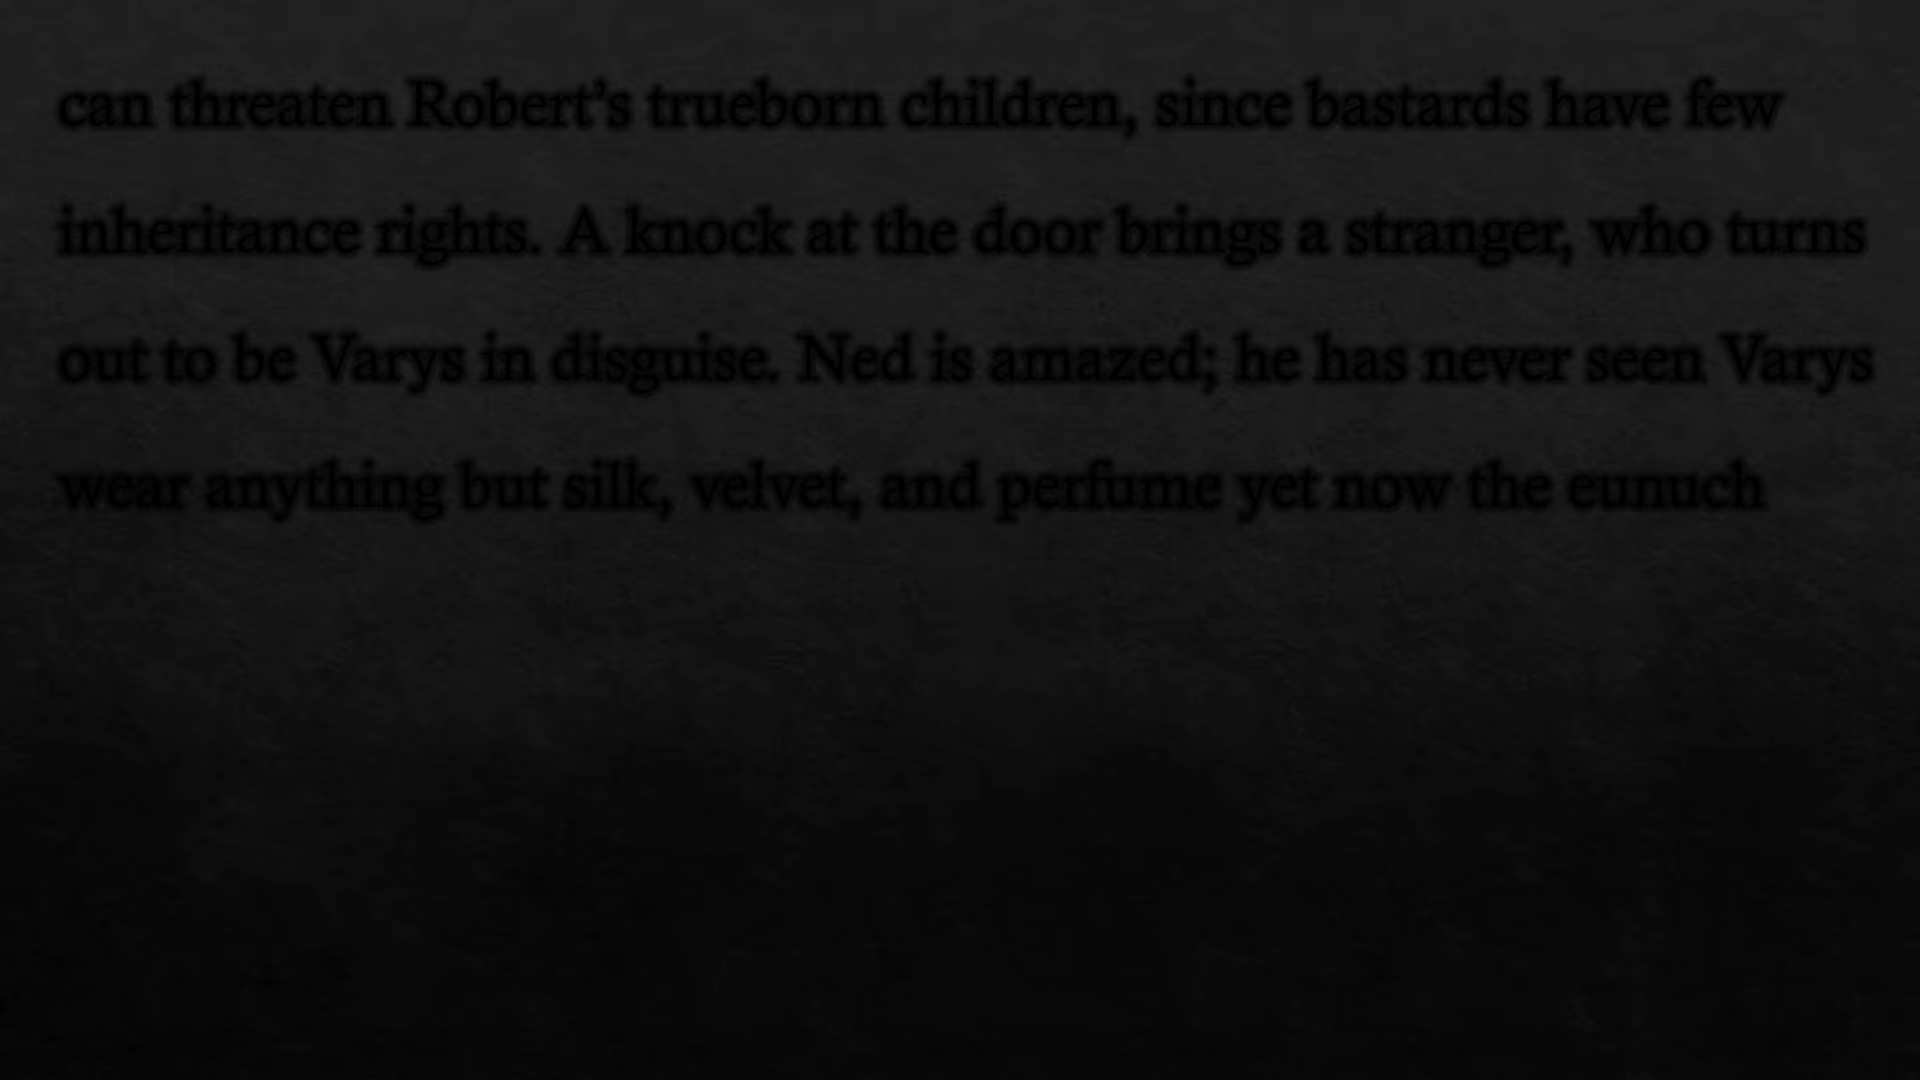 can threaten Robert’s trueborn children, since bastards have few
inheritance rights. A knock at the door brings a stranger, who turns
out to be Varys in disguise. Ned is amazed; he has never seen Varys
wear anything but silk, velvet, and perfume yet now the eunuch